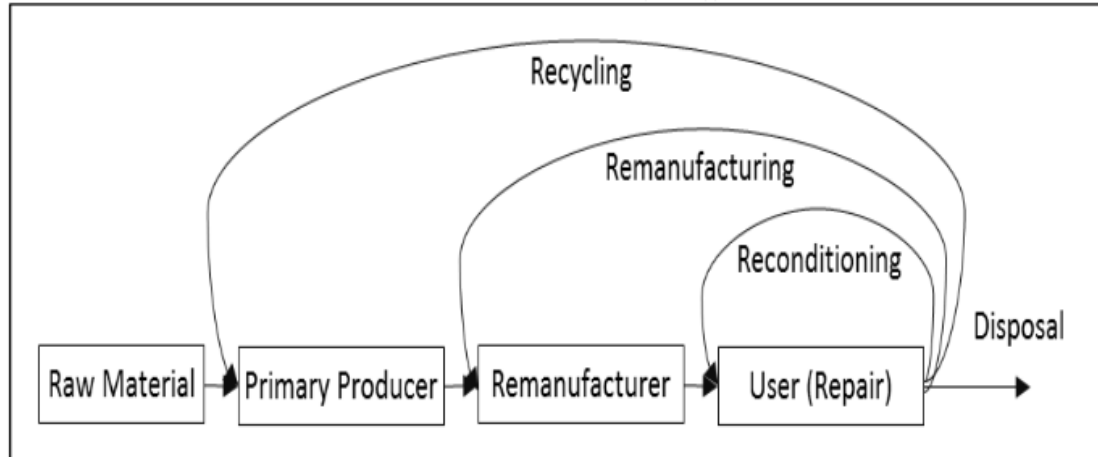 Recycling
Remanufacturing
Reconditioning
Disposal
Raw Material
Primary Producer
Remanufacturer
User (Repair)